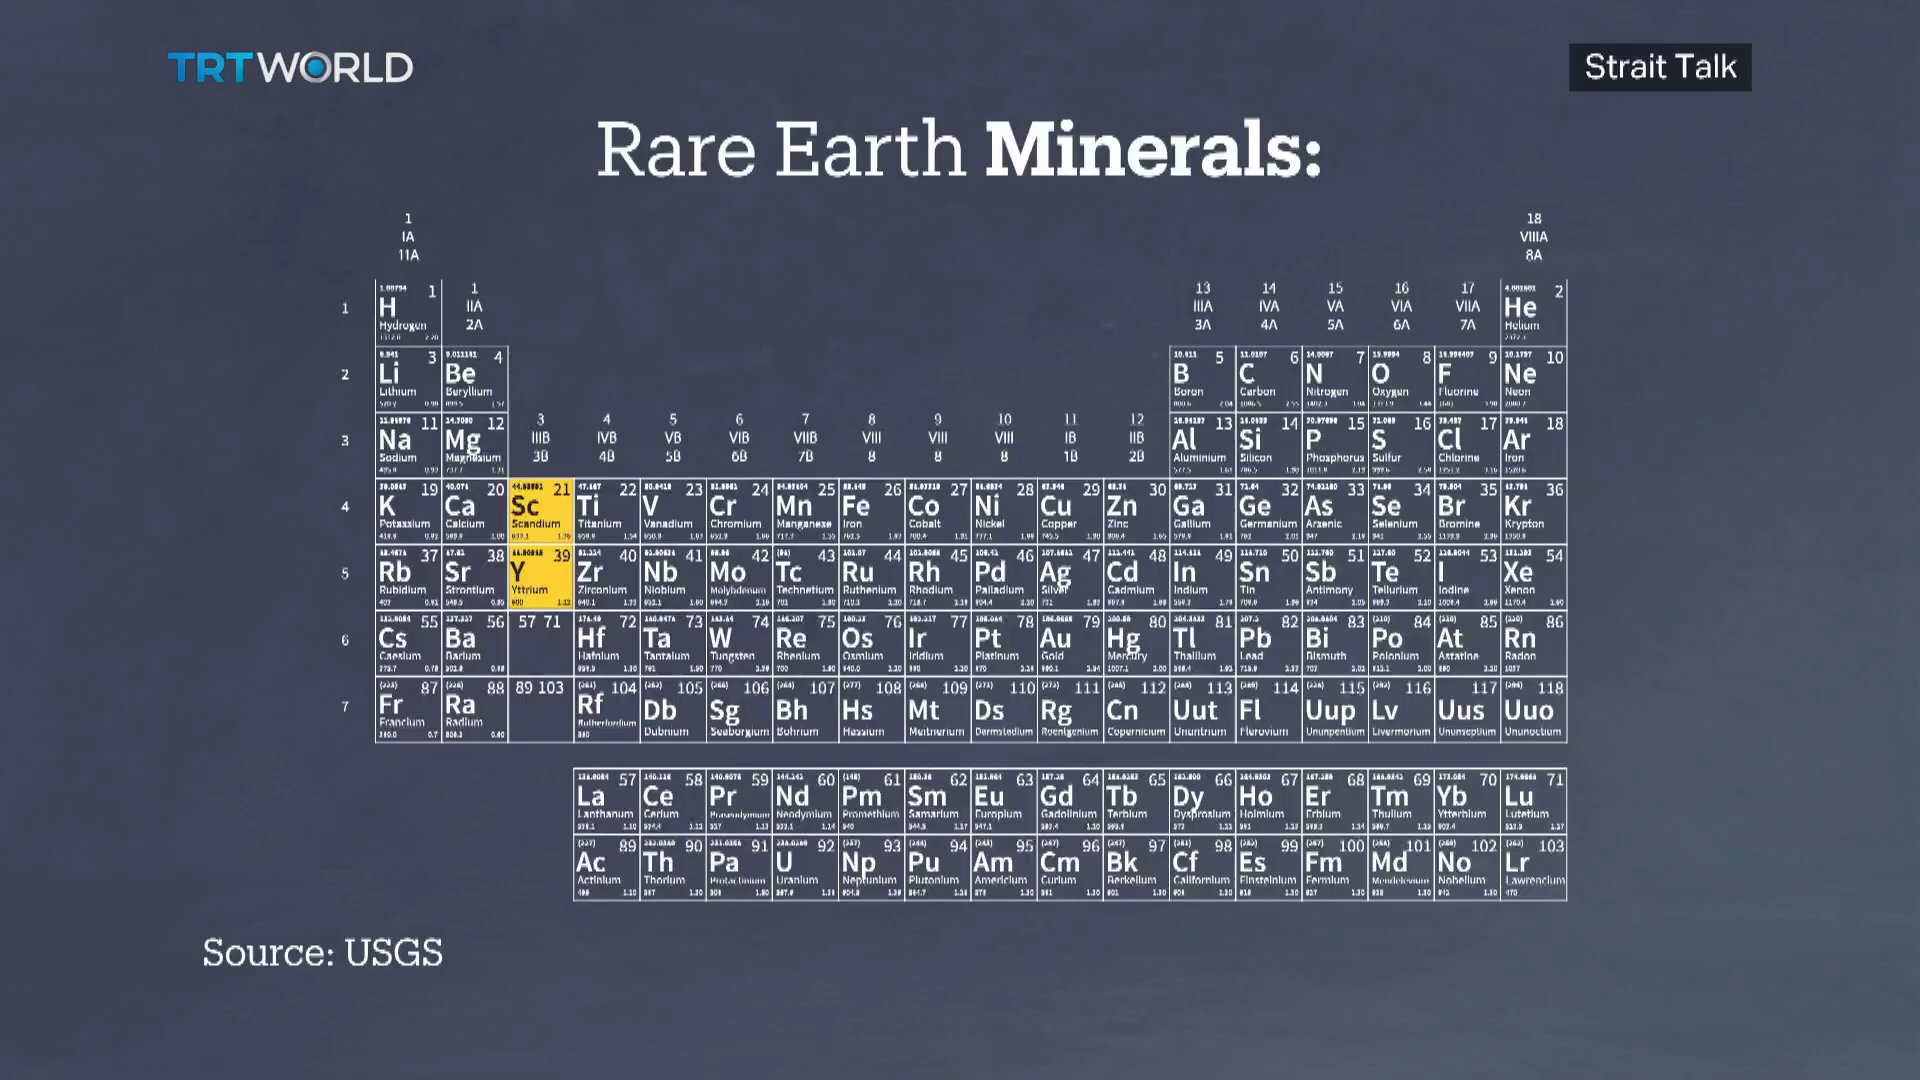 TRT WORLD
Strait Talk
Rare Earth Minerals:
1 18
IA VIIIA
11A 8A
1 13 14 15 16 17
IIA IIIA IVA VA VIA VIIA
2A 3A 4A 5A 6A 7A
1
1 2
H He
Hydrogen Helium
2
3 4 5 6 7 8 9 10
Li Be B C N O F Ne
Lithium Beryllium Boron Carbon Nitrogen Oxygen Fluorine Neon
3 4 5 6 7 8 9 10 11 12
IIIB IVB VB VIB VIIB VIII VIII VIII IB IIB
3B 4B 5B 6B 7B 8 8 8 1B 2B
3
11 12 13 14 15 16 17 18
Na Mg Al Si P S Cl Ar
Sodium Magnesium Aluminium Silicon Phosphorus Sulfur Chlorine Iron
4
19 20 21 22 23 24 25 26 27 28 29 30 31 32 33 34 35 36
K Ca Sc Ti V Cr Mn Fe Co Ni Cu Zn Ga Ge As Se Br Kr
Potassium Calcium Scandium Titanium Vanadium Chromium Manganese Iron Cobalt Nickel Copper Zinc Gallium Germanium Arsenic Selenium Bromine Krypton
5
37 38 39 40 41 42 43 44 45 46 47 48 49 50 51 52 53 54
Rb Sr Y Zr Nb Mo Tc Ru Rh Pd Ag Cd In Sn Sb Te I Xe
Rubidium Strontium Yttrium Zirconium Niobium Molybdenum Technetium Ruthenium Rhodium Palladium Silver Cadmium Indium Tin Antimony Tellurium Iodine Xenon
6
55 56 57 71 72 73 74 75 76 77 78 79 80 81 82 83 84 85 86
Cs Ba Hf Ta W Re Os Ir Pt Au Hg Tl Pb Bi Po At Rn
Caesium Barium Hafnium Tantalum Tungsten Rhenium Osmium Iridium Platinum Gold Mercury Thallium Lead Bismuth Polonium Astatine Radon
7
87 88 89 103 104 105 106 107 108 109 110 111 112 113 114 115 116 117 118
Fr Ra Rf Db Sg Bh Hs Mt Ds Rg Cn Uut Fl Uup Lv Uus Uuo
Francium Radium Rutherfordium Dubnium Seaborgium Bohrium Hassium Meitnerium Darmstadium Roentgenium Copernicium Ununtrium Flerovium Ununpentium Livermorium Ununseptium Ununoctium
57 58 59 60 61 62 63 64 65 66 67 68 69 70 71
La Ce Pr Nd Pm Sm Eu Gd Tb Dy Ho Er Tm Yb Lu
Lanthanum Cerium Praseodymium Neodymium Promethium Samarium Europium Gadolinium Terbium Dysprosium Holmium Erbium Thulium Ytterbium Lutetium
89 90 91 92 93 94 95 96 97 98 99 100 101 102 103
Ac Th Pa U Np Pu Am Cm Bk Cf Es Fm Md No Lr
Actinium Thorium Protactinium Uranium Neptunium Plutonium Americium Curium Berkelium Californium Einsteinium Fermium Mendelevium Nobelium Lawrencium
Source: USGS